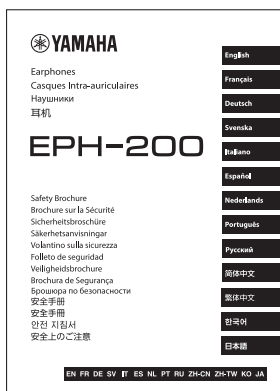 YAMAHA
Earphones
Casques Intra-auriculaires
Наушники
耳机
EPH-200
Safety Brochure
Brochure sur la Sécurité
Sicherheitsbroschüre
Säkerhetsanvisningar
Volantino sulla sicurezza
Folleto de seguridad
Veiligheidsbrochure
Brochura de Segurança
Брошюра по безопасности
安全手册
安全手冊
안전 지침서
安全上のご注意
English
Français
Deutsch
Svenska
Italiano
Español
Nederlands
Português
Русский
简体中文
繁体中文
한국어
日本語
EN FR DE SV IT ES NL PT RU ZH-CN ZH-TW KO JA